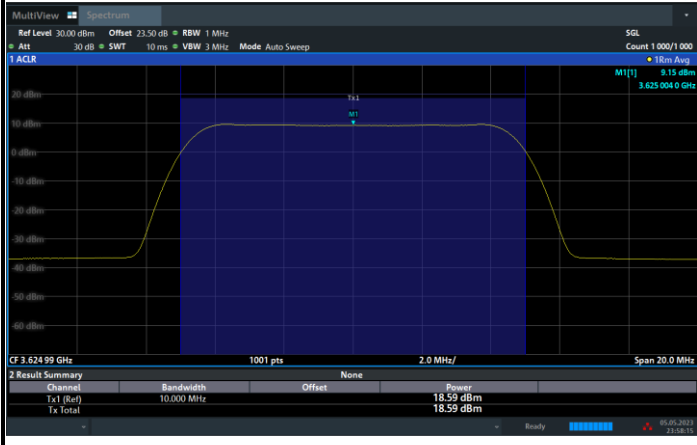 MultiView Spectrum
Ref Level 30.00 dBm Offset 23.50 dB RBW 1 MHz SGL
Att 30 dB SWT 10 ms VBW 3 MHz Mode Auto Sweep Count 1 000/1 000
1 ACLR 1Rm Avg
M1[1] 9.15 dBm
3.625 004 0 GHz
20 dBm
Tx1
M1
10 dBm
0 dBm
-10 dBm
-20 dBm
-30 dBm
-40 dBm
-50 dBm
-60 dBm
CF 3.624 99 GHz 1001 pts 2.0 MHz/ Span 20.0 MHz
2 Result Summary None
Channel Bandwidth Offset Power
Tx1 (Ref) 10.000 MHz 18.59 dBm
Tx Total 18.59 dBm
Ready 05.05.2023
23:58:15